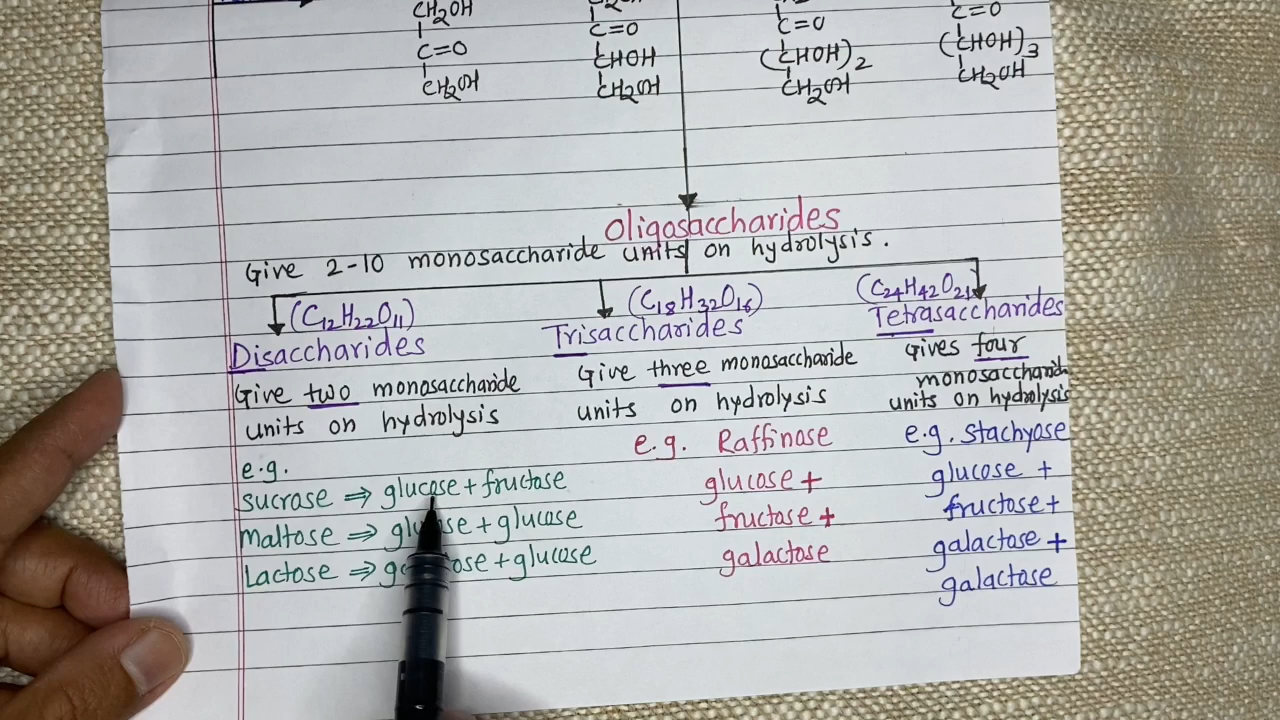 CH2OH
C=O
CH2OH
C=O
CHOH
CH2OH
C=O
(CHOH)2
CH2OH
C=O
(CHOH)3
CH2OH
Oligosaccharides
Give 2-10 monosaccharide units on hydrolysis.
(C12H22O11)
Disaccharides
Give two monosaccharide
units on hydrolysis
e.g.
sucrose ⇒ glucose + fructose
maltose ⇒ glucose + glucose
Lactose ⇒ galactose + glucose
(C18H32O16)
Trisaccharides
Give three monosaccharide
units on hydrolysis
e.g. Raffinose
glucose +
fructose +
galactose
(C24H42O21)
Tetrasaccharides
Gives four
monosaccharide
units on hydrolysis
e.g. stachyose
glucose +
fructose +
galactose +
galactose